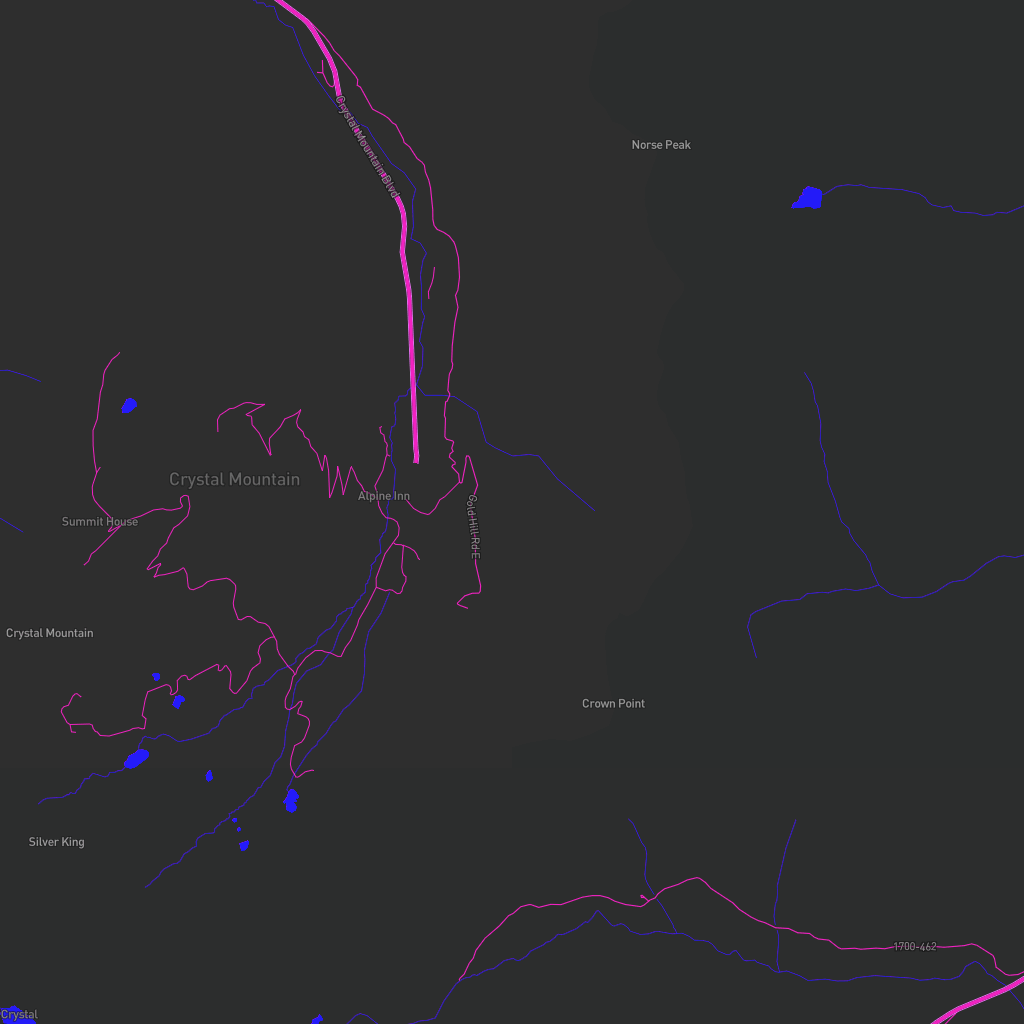 Crystal Mountain Blvd
Norse Peak
Crystal Mountain
Alpine Inn
Gold Hill Rd E
Summit House
Crystal Mountain
Crown Point
Silver King
1700-462
Crystal